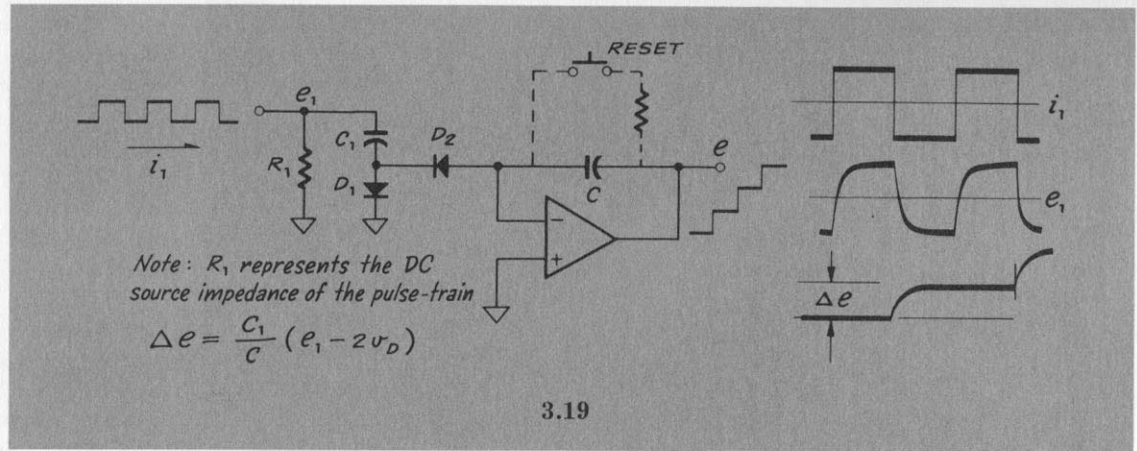 RESET
e₁
i₁
R₁
C₁
D₁
D₂
C
e
−
+
i₁
e₁
Δe
Note: R₁ represents the DC
source impedance of the pulse-train
Δe = C₁/C (e₁ - 2v_D)
3.19